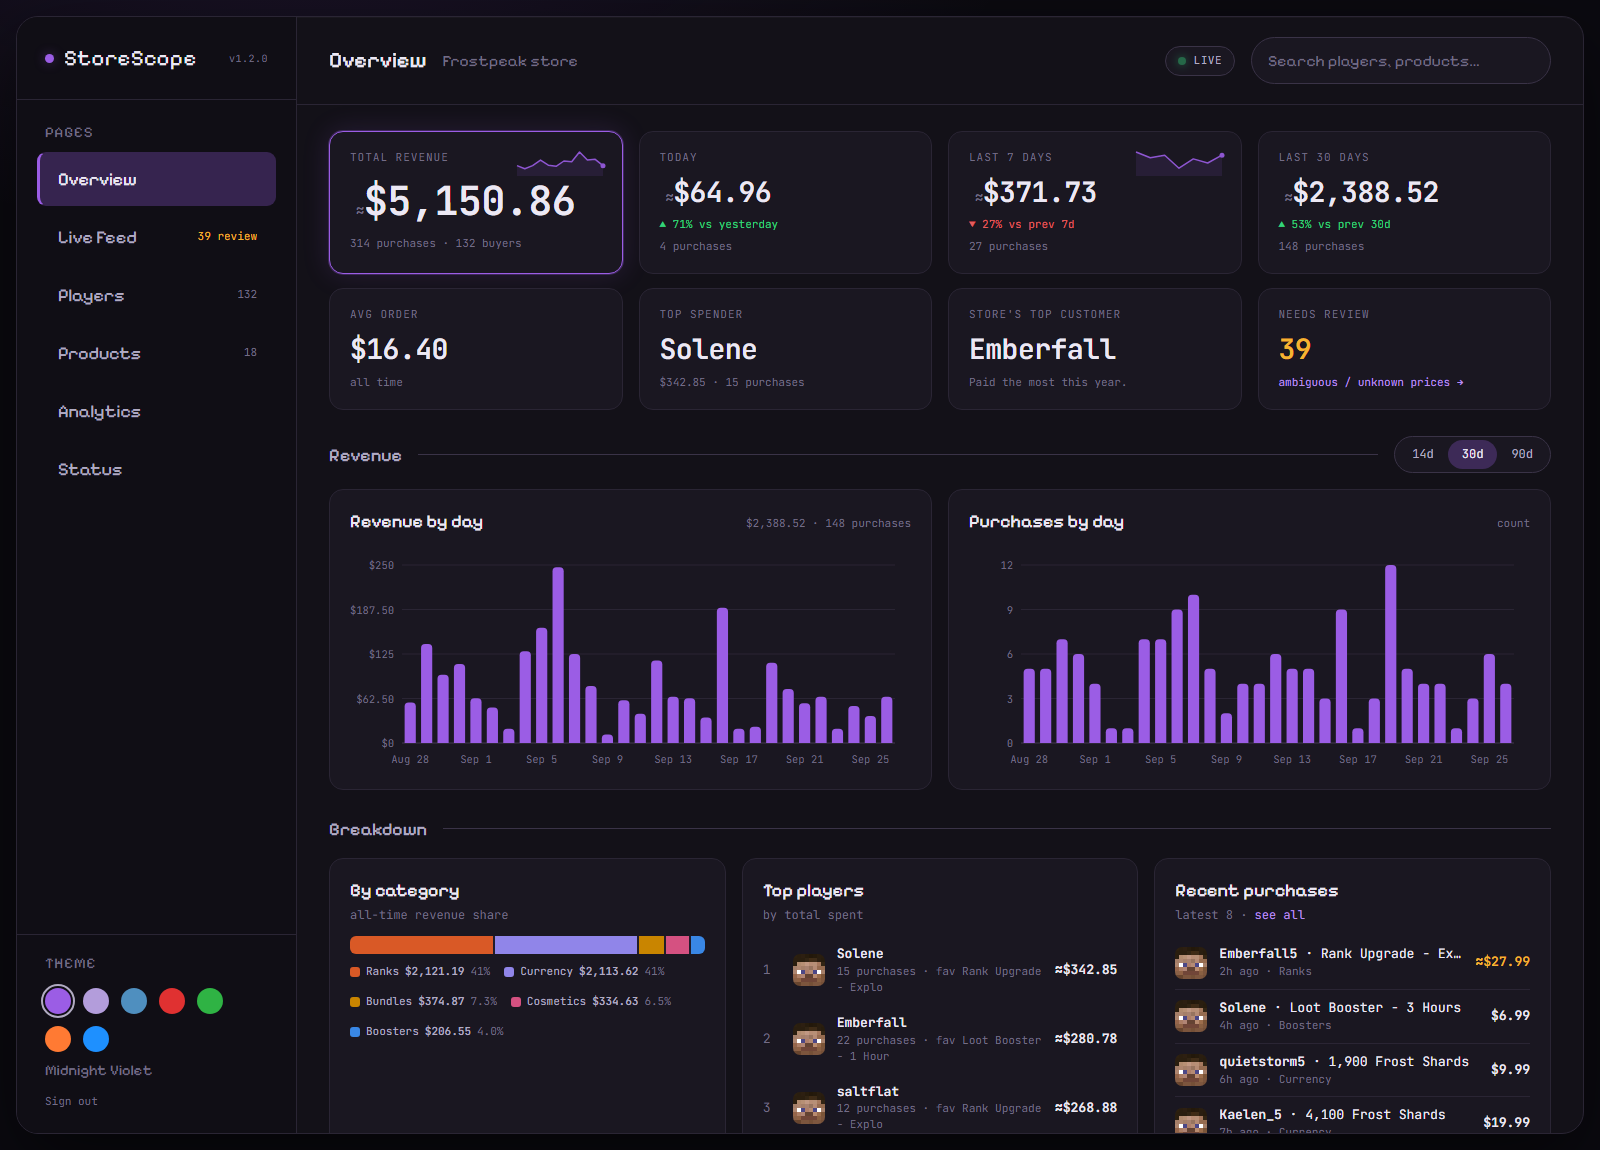 StoreScope v1.2.0
PAGES
Overview
Live Feed 39 review
Players 132
Products 18
Analytics
Status
THEME
Midnight Violet
Sign out
Overview Frostpeak store
LIVE
Search players, products...
TOTAL REVENUE
≈$5,150.86
314 purchases · 132 buyers
TODAY
≈$64.96
▲ 71% vs yesterday
4 purchases
LAST 7 DAYS
≈$371.73
▼ 27% vs prev 7d
27 purchases
LAST 30 DAYS
≈$2,388.52
▲ 53% vs prev 30d
148 purchases
AVG ORDER
$16.40
all time
TOP SPENDER
Solene
$342.85 · 15 purchases
STORE'S TOP CUSTOMER
Emberfall
Paid the most this year.
NEEDS REVIEW
39
ambiguous / unknown prices →
Revenue
14d 30d 90d
Revenue by day
$2,388.52 · 148 purchases
$250
$187.50
$125
$62.50
$0
Aug 28 Sep 1 Sep 5 Sep 9 Sep 13 Sep 17 Sep 21 Sep 25
Purchases by day
count
12
9
6
3
0
Aug 28 Sep 1 Sep 5 Sep 9 Sep 13 Sep 17 Sep 21 Sep 25
Breakdown
By category
all-time revenue share
Ranks $2,121.19 41% Currency $2,113.62 41%
Bundles $374.87 7.3% Cosmetics $334.63 6.5%
Boosters $206.55 4.0%
Top players
by total spent
1 Solene
15 purchases · fav Rank Upgrade
- Explo
≈$342.85
2 Emberfall
22 purchases · fav Loot Booster
- 1 Hour
≈$280.78
3 saltflat
12 purchases · fav Rank Upgrade
- Explo
≈$268.88
Recent purchases
latest 8 · see all
Emberfall5 · Rank Upgrade - Ex…
2h ago · Ranks
≈$27.99
Solene · Loot Booster - 3 Hours
4h ago · Boosters
$6.99
quietstorm5 · 1,900 Frost Shards
6h ago · Currency
$9.99
Kaelen_5 · 4,100 Frost Shards
7h ago · Currency
$19.99